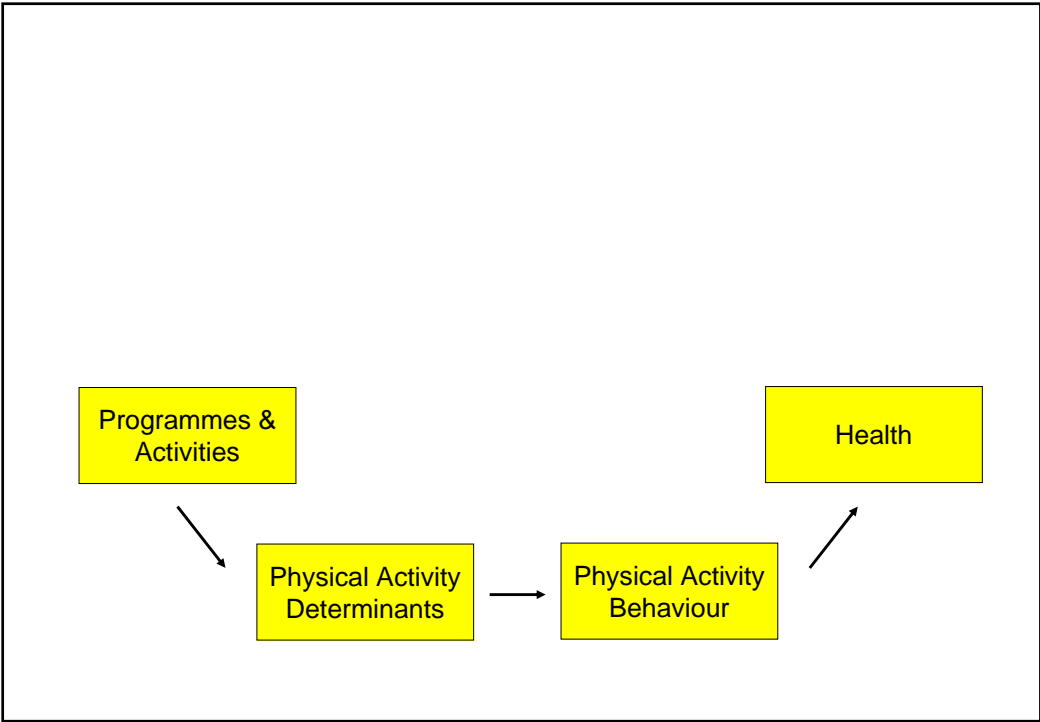 Programmes &
Activities
Health
Physical Activity
Determinants
Physical Activity
Behaviour